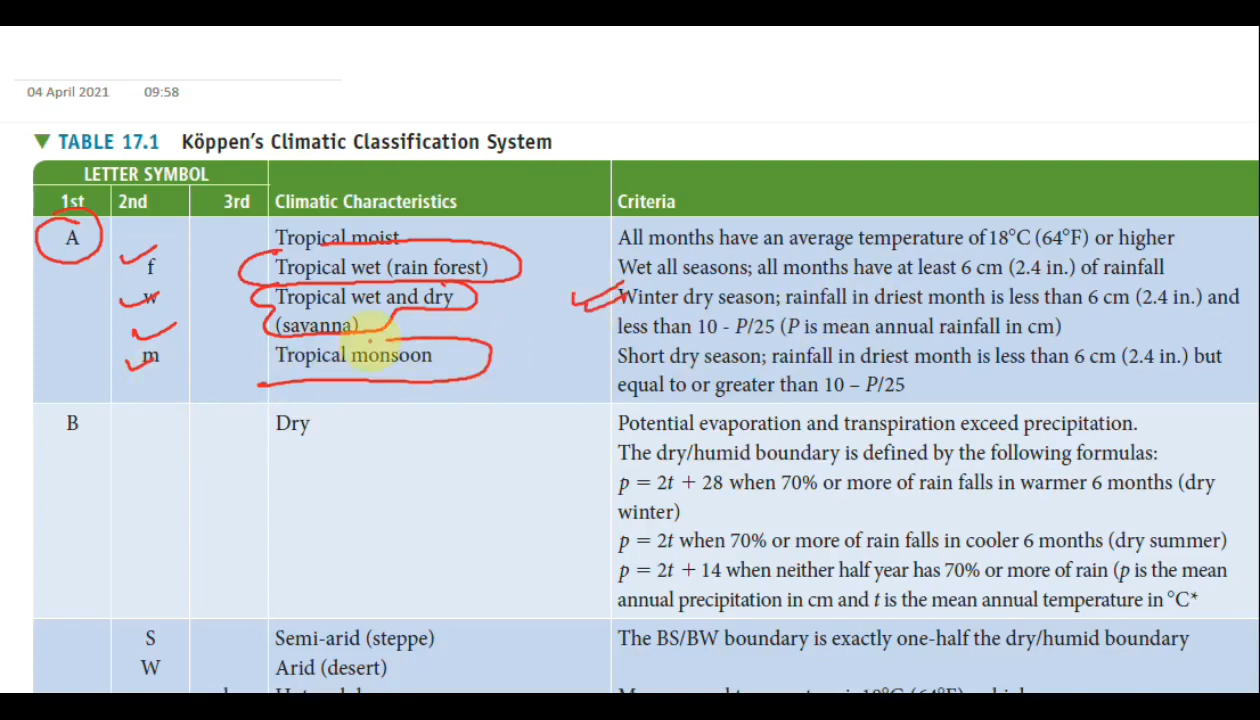 04 April 2021 09:58
▼ TABLE 17.1 Köppen's Climatic Classification System
LETTER SYMBOL
1st 2nd 3rd Climatic Characteristics Criteria
A Tropical moist All months have an average temperature of 18°C (64°F) or higher
f Tropical wet (rain forest) Wet all seasons; all months have at least 6 cm (2.4 in.) of rainfall
w Tropical wet and dry Winter dry season; rainfall in driest month is less than 6 cm (2.4 in.) and
(savanna) less than 10 - P/25 (P is mean annual rainfall in cm)
m Tropical monsoon Short dry season; rainfall in driest month is less than 6 cm (2.4 in.) but
equal to or greater than 10 – P/25
B Dry Potential evaporation and transpiration exceed precipitation.
The dry/humid boundary is defined by the following formulas:
p = 2t + 28 when 70% or more of rain falls in warmer 6 months (dry
winter)
p = 2t when 70% or more of rain falls in cooler 6 months (dry summer)
p = 2t + 14 when neither half year has 70% or more of rain (p is the mean
annual precipitation in cm and t is the mean annual temperature in °C*
S Semi-arid (steppe) The BS/BW boundary is exactly one-half the dry/humid boundary
W Arid (desert)